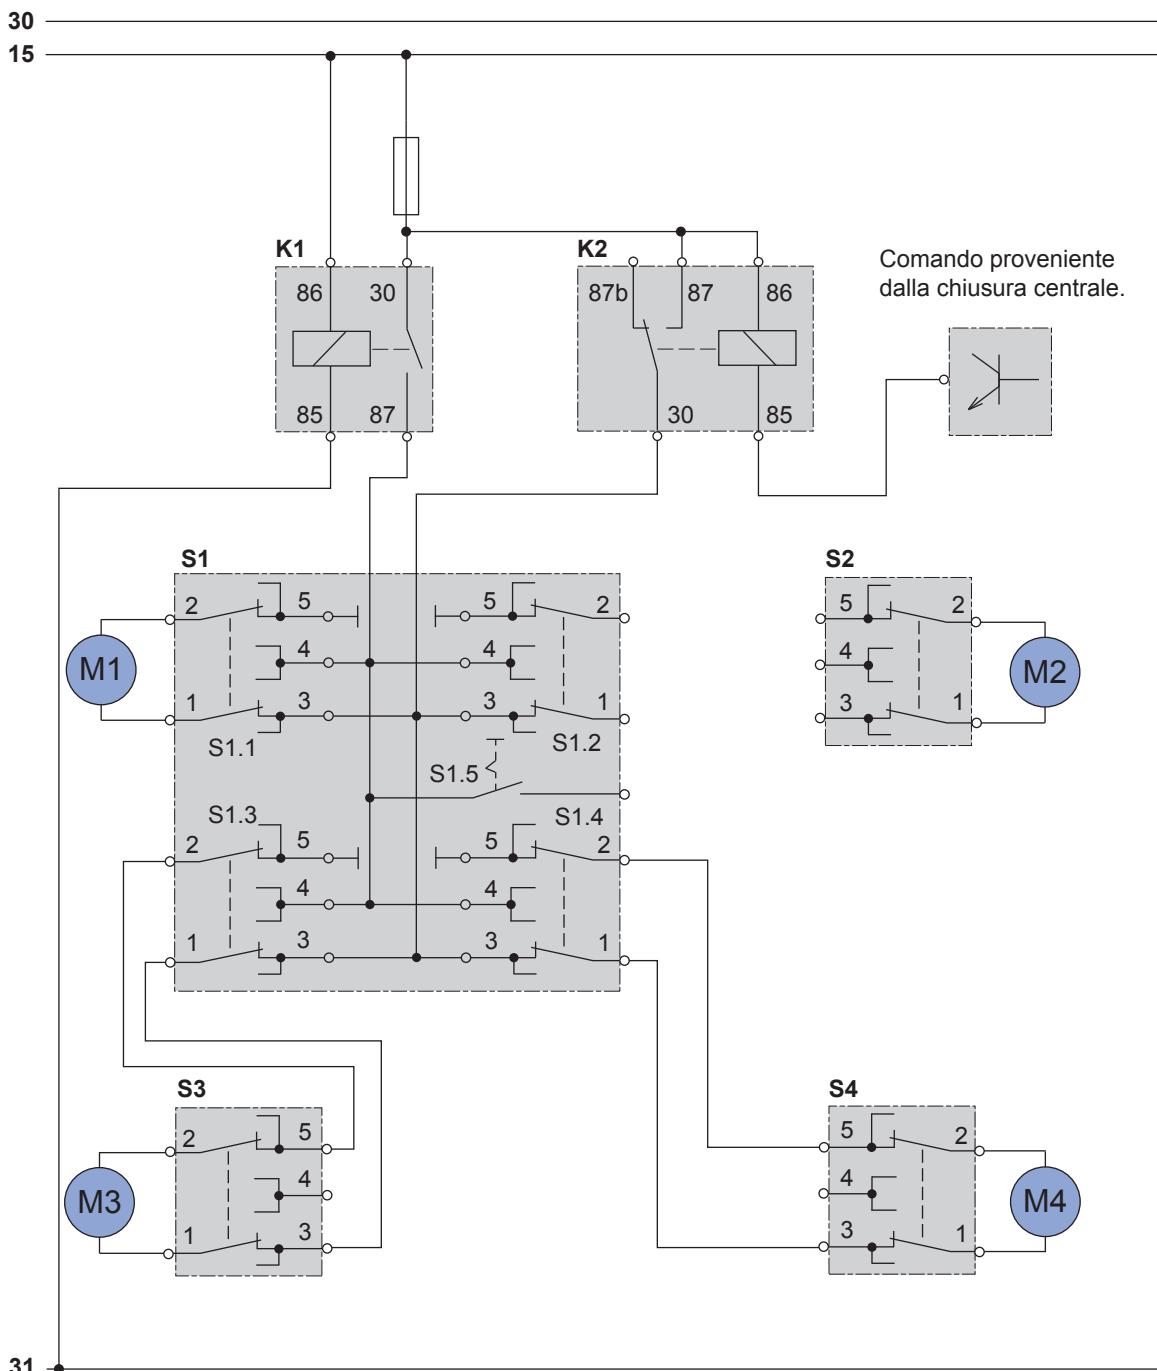 30
15
K1
K2
Comando proveniente
dalla chiusura centrale.
86 30
87b 87 86
85 87
30 85
S1
S2
2 5 5 2
5 2
4 4
4
M1
M2
1 3 3 1
3 1
S1.1 S1.2
S1.5
S1.3 S1.4
2 5 5 2
4 4
1 3 3 1
S3
S4
2 5
5 2
4
4
M3
M4
1 3
3 1
31